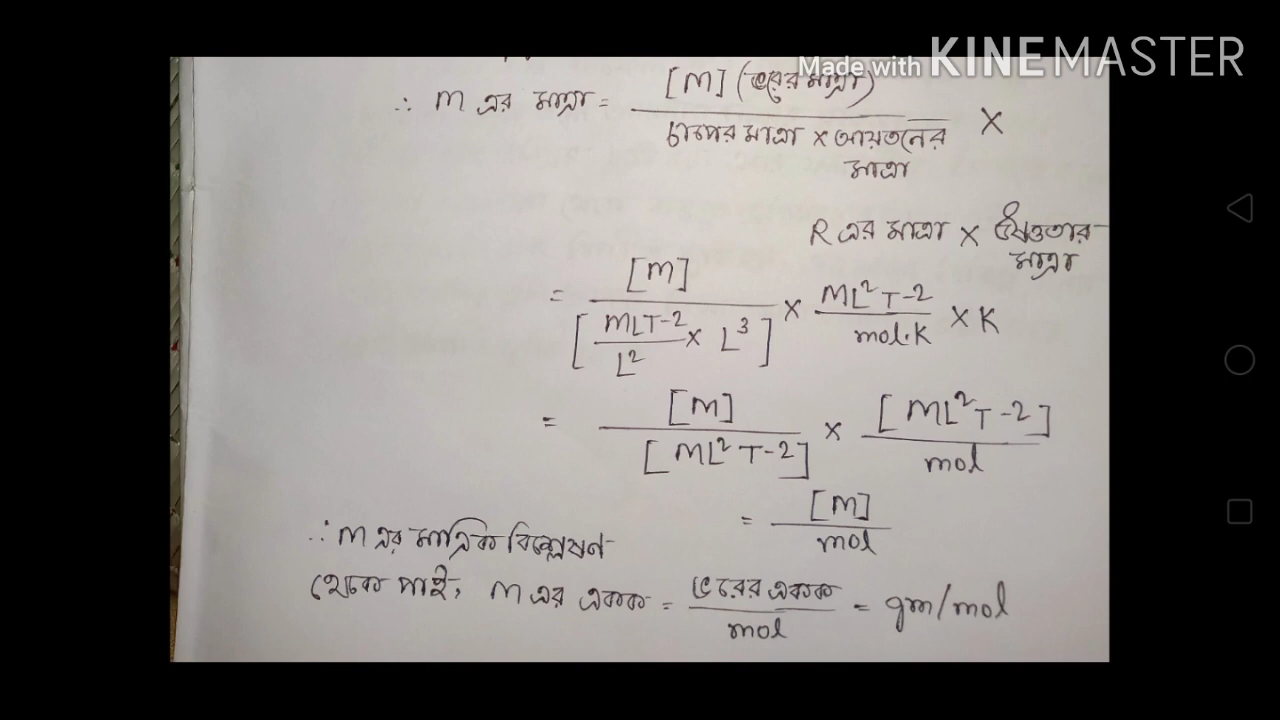 Made with KINEMASTER
∴ M এর মাত্রা = [M] (ভরের মাত্রা) / চাপের মাত্রা × আয়তনের মাত্রা ×
R এর মাত্রা × উষ্ণতার মাত্রা
= [M] / [MLT-2 / L² × L³] × ML²T-2 / mol.K × K
= [M] / [ML²T-2] × [ML²T-2] / mol
= [M] / mol
∴ M এর মাত্রিক বিশ্লেষণ
থেকে পাই, M এর একক = ভরের একক / mol = gm/mol